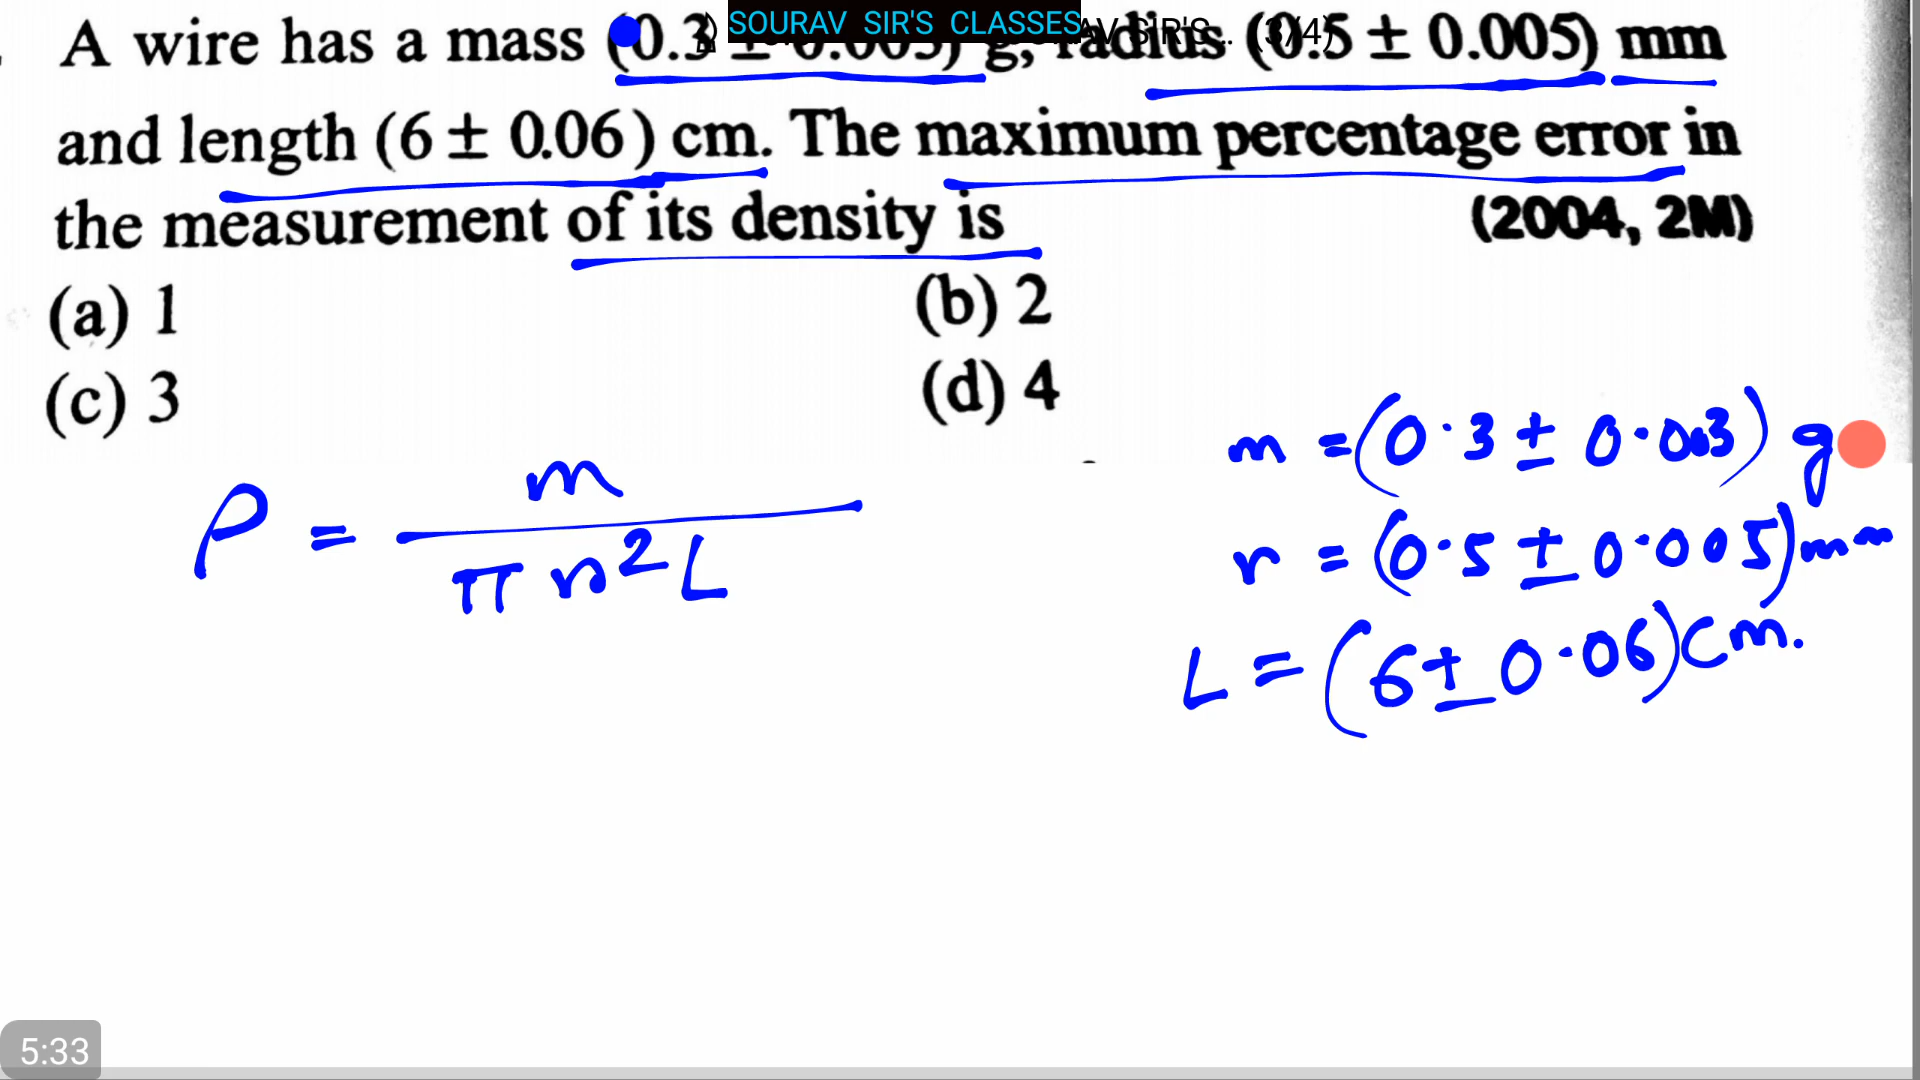 SOURAV SIR'S CLASSES
A wire has a mass (0.3 ± 0.003) g, radius (0.5 ± 0.005) mm
and length (6 ± 0.06) cm. The maximum percentage error in
the measurement of its density is (2004, 2M)
(a) 1 (b) 2
(c) 3 (d) 4
m = (0.3 ± 0.003) g
ρ = m / πr²L
r = (0.5 ± 0.005) mm
L = (6 ± 0.06) cm.
5:33